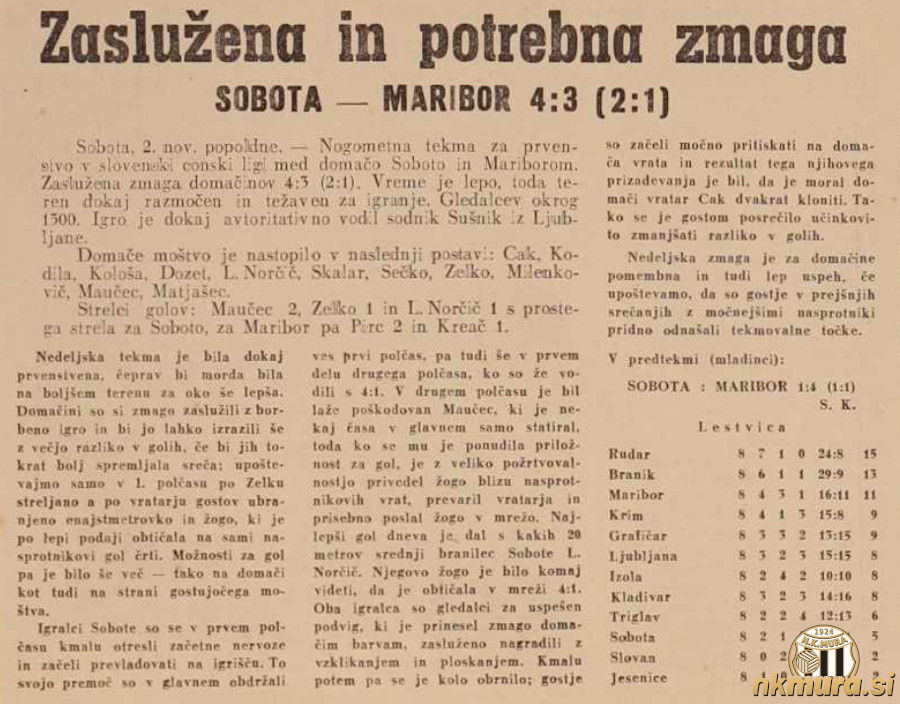 Zaslužena in potrebna zmaga
SOBOTA — MARIBOR 4:3 (2:1)
Sobota, 2. nov. popoldne. — Nogometna tekma za prven-
stvo v slovenski conski ligi med domačo Soboto in Mariborom.
Zaslužena zmaga domačinov 4:3 (2:1). Vreme je lepo, toda te-
ren dokaj razmočen in težaven za igranje. Gledalcev okrog
1500. Igro je dokaj avtoritativno vodil sodnik Sušnik iz Ljub-
ljane.
Domače moštvo je nastopilo v naslednji postavi: Cak, Ko-
dila, Kološa, Dozet, L. Norčič, Skalar, Sečko, Zelko, Milenko-
vič, Maučec, Matjašec.
Strelci golov: Maučec 2, Zelko 1 in L. Norčič 1 s proste-
ga strela za Soboto, za Maribor pa Pirc 2 in Kreač 1.
Nedeljska tekma je bila dokaj
prvenstvena, čeprav bi morda bila
na boljšem terenu za oko še lepša.
Domačini so si zmago zaslužili z bor-
beno igro in bi jo lahko izrazili še
z večjo razliko v golih, če bi jih to-
krat bolj spremljala sreča; upošte-
vajmo samo v 1. polčasu po Zelku
streljano a po vratarju gostov ubra-
njeno enajstmetrovko in žogo, ki je
po lepi podaji obtičala na sami na-
sprotnikovi gol črti. Možnosti za gol
pa je bilo še več — tako na domači
kot tudi na strani gostujočega mo-
štva.
Igralci Sobote so se v prvem pol-
času kmalu otresli začetne nervoze
in začeli prevladovati na igrišču. To
svojo premoč so v glavnem obdržali
ves prvi polčas, pa tudi še v prvem
delu drugega polčasa, ko so že vo-
dili s 4:1. V drugem polčasu je bil
laže poškodovan Maučec, ki je ne-
kaj časa v glavnem samo statiral,
toda ko se mu je ponudila prilož-
nost za gol, je z veliko požrtvoval-
nostjo privedel žogo blizu nasprot-
nikovih vrat, prevaril vratarja in
prisebno poslal žogo v mrežo. Naj-
lepši gol dneva je dal s kakih 20
metrov srednji branilec Sobote L.
Norčič. Njegovo žogo je bilo komaj
videti, da je obtičala v mreži 4:1.
Oba igralca so gledalci za uspešen
podvig, ki je prinesel zmago doma-
čim barvam, zasluženo nagradili z
vzklikanjem in ploskanjem. Kmalu
potem pa se je kolo obrnilo; gostje
so začeli močno pritiskati na doma-
ča vrata in rezultat tega njihovega
prizadevanja je bil, da je moral do-
mači vratar Cak dvakrat kloniti. Ta-
ko se je gostom posrečilo učinkovi-
to zmanjšati razliko v golih.
Nedeljska zmaga je za domačine
pomembna in tudi lep uspeh, če
upoštevamo, da so gostje v prejšnjih
srečanjih z močnejšimi nasprotniki
pridno odnašali tekmovalne točke.
V predtekmi (mladinci):
SOBOTA : MARIBOR 1:4 (1:1)
S. K.
Lestvica
Rudar 8 7 1 0 24:8 15
Branik 8 6 1 1 29:9 13
Maribor 8 4 3 1 16:11 11
Krim 8 4 1 3 15:8 9
Grafičar 8 3 3 2 13:15 9
Ljubljana 8 3 2 3 15:15 8
Izola 8 2 4 2 10:10 8
Kladivar 8 3 2 3 14:16 8
Triglav 8 2 2 4 12:13 6
Sobota 8 2 1 5
Slovan 8 0 2 2
Jesenice 8 2
1924
N.K. MURA
nkmura.si